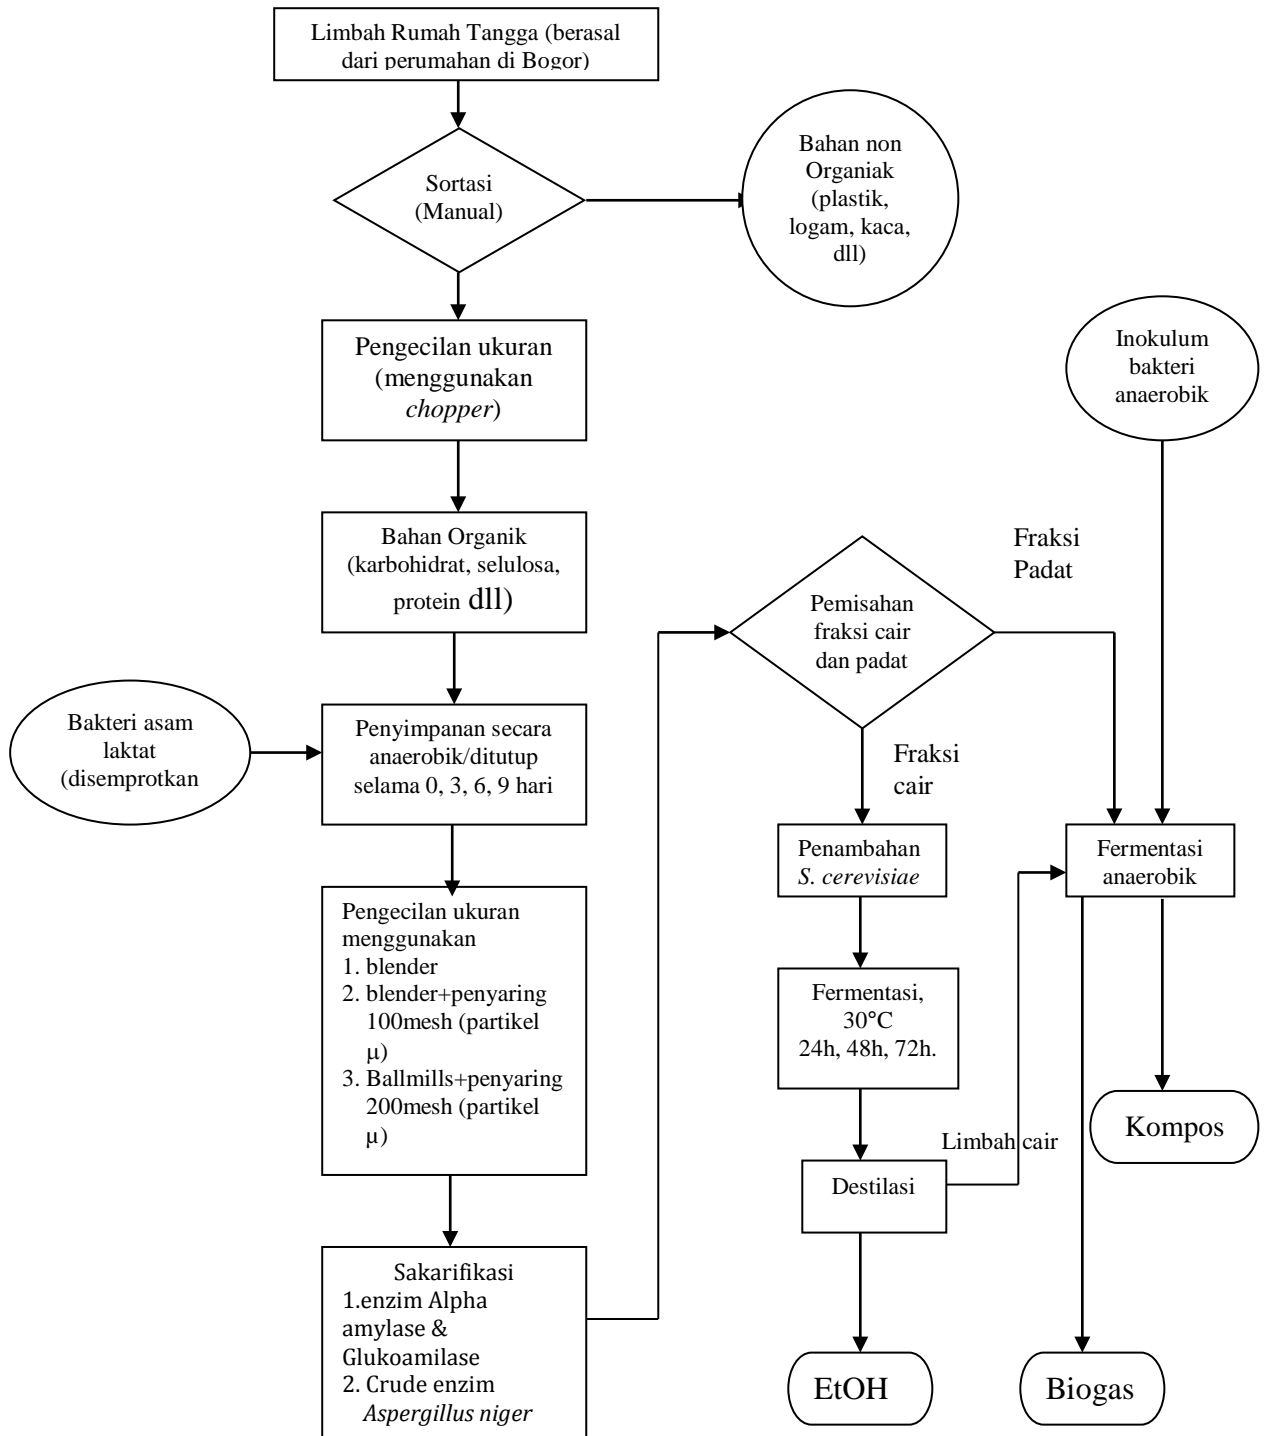 Limbah Rumah Tangga (berasal
dari perumahan di Bogor)
Sortasi
(Manual)
Bahan non
Organiak
(plastik,
logam, kaca,
dll)
Pengecilan ukuran
(menggunakan
chopper)
Inokulum
bakteri
anaerobik
Bahan Organik
(karbohidrat, selulosa,
protein dll)
Fraksi
Padat
Pemisahan
fraksi cair
dan padat
Bakteri asam
laktat
(disemprotkan
Penyimpanan secara
anaerobik/ditutup
selama 0, 3, 6, 9 hari
Fraksi
cair
Penambahan
S. cerevisiae
Fermentasi
anaerobik
Pengecilan ukuran
menggunakan
1. blender
2. blender+penyaring
100mesh (partikel
µ)
3. Ballmills+penyaring
200mesh (partikel
µ)
Fermentasi,
30°C
24h, 48h, 72h.
Kompos
Limbah cair
Destilasi
Sakarifikasi
1.enzim Alpha
amylase &
Glukoamilase
2. Crude enzim
Aspergillus niger
EtOH
Biogas